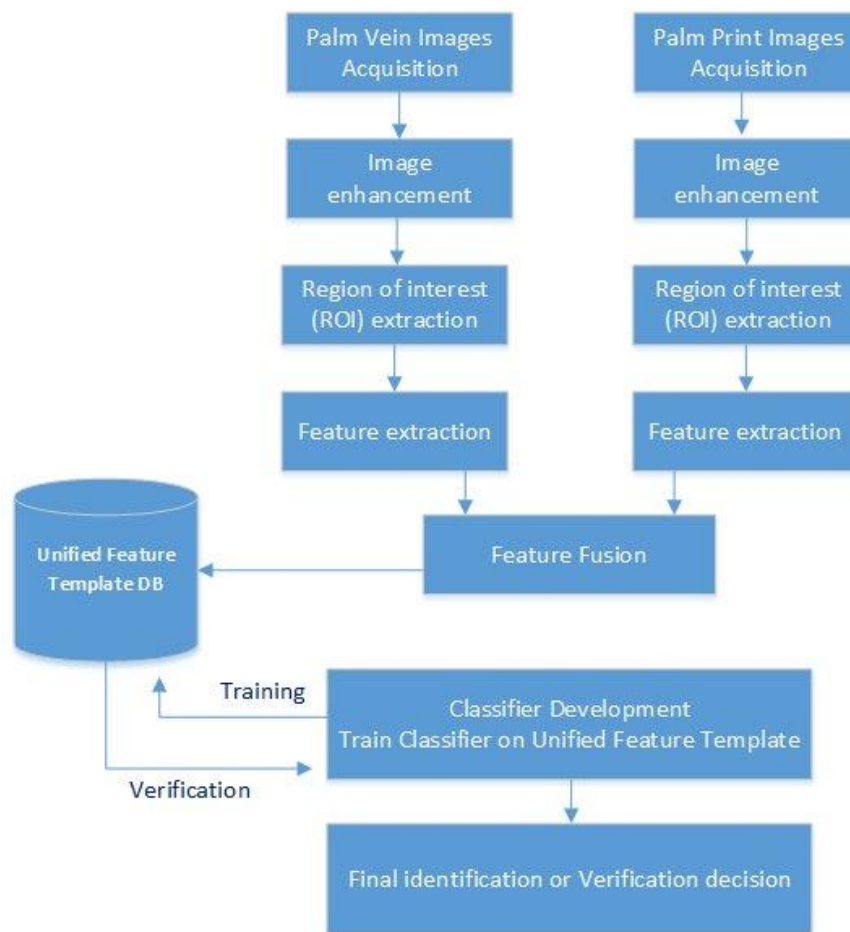 Palm Vein Images
Acquisition
Palm Print Images
Acquisition
Image
enhancement
Image
enhancement
Region of interest
(ROI) extraction
Region of interest
(ROI) extraction
Feature extraction
Feature extraction
Unified Feature
Template DB
Feature Fusion
Training
Classifier Development
Train Classifier on Unified Feature Template
Verification
Final identification or Verification decision